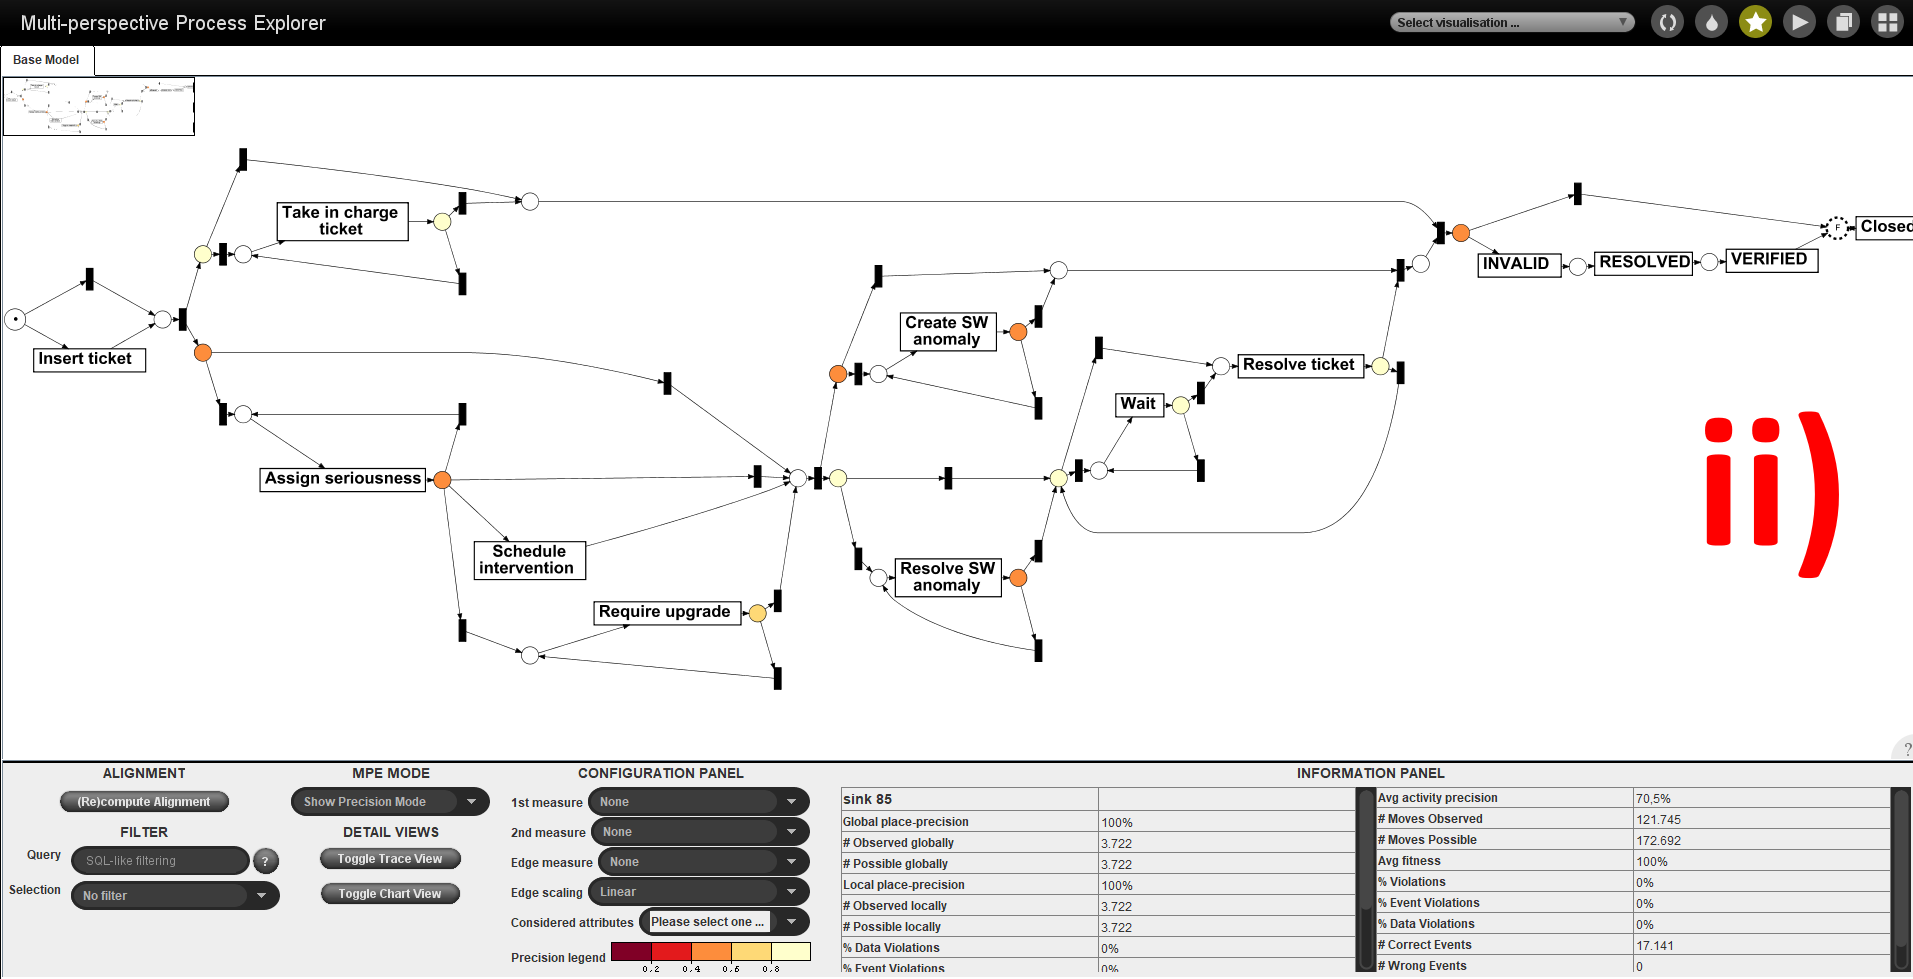 Multi-perspective Process Explorer
Select visualisation ...
Base Model
Take in charge
ticket
Insert ticket
Assign seriousness
Schedule
intervention
Require upgrade
Create SW
anomaly
Resolve SW
anomaly
Wait
Resolve ticket
F
Closed
INVALID
RESOLVED
VERIFIED
ii)
?
ALIGNMENT
(Re)compute Alignment
FILTER
Query
SQL-like filtering
?
Selection
No filter
MPE MODE
Show Precision Mode
DETAIL VIEWS
Toggle Trace View
Toggle Chart View
CONFIGURATION PANEL
1st measure
None
2nd measure
None
Edge measure
None
Edge scaling
Linear
Considered attributes
Please select one ...
Precision legend
0,2 0,4 0,6 0,8
INFORMATION PANEL
sink 85
Global place-precision 100%
# Observed globally 3.722
# Possible globally 3.722
Local place-precision 100%
# Observed locally 3.722
# Possible locally 3.722
% Data Violations 0%
% Event Violations 0%
Avg activity precision 70,5%
# Moves Observed 121.745
# Moves Possible 172.692
Avg fitness 100%
% Violations 0%
% Event Violations 0%
% Data Violations 0%
# Correct Events 17.141
# Wrong Events 0